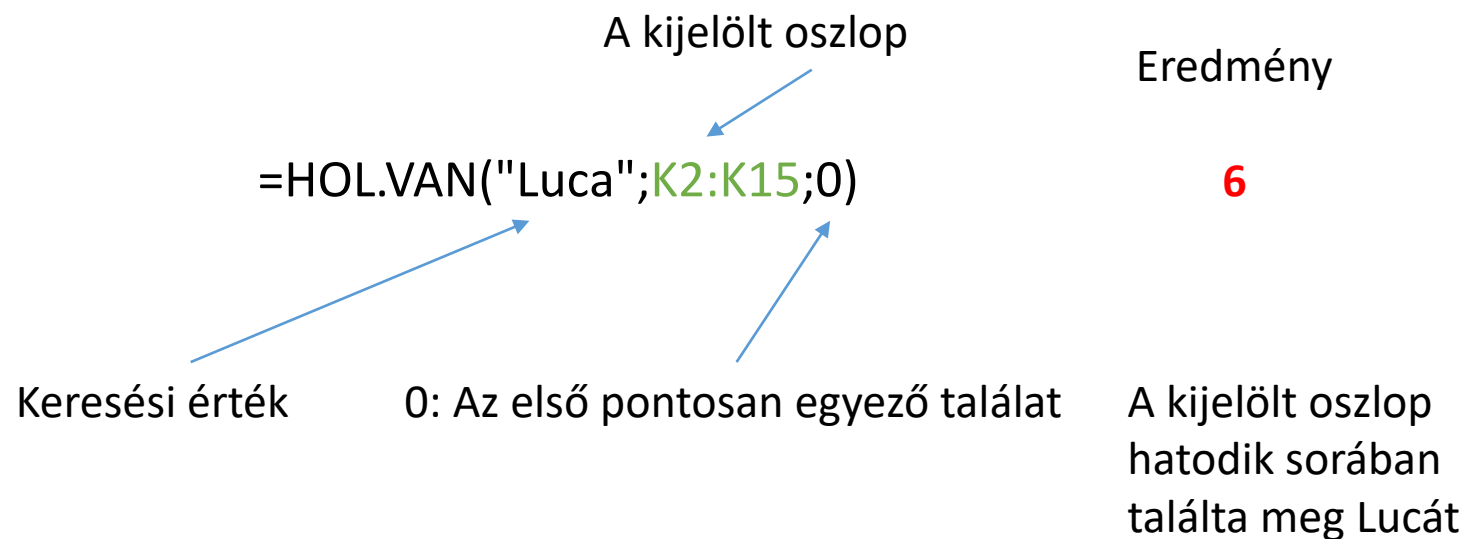 A kijelölt oszlop
Eredmény
=HOL.VAN("Luca";K2:K15;0)
6
Keresési érték
0: Az első pontosan egyező találat
A kijelölt oszlop
hatodik sorában
találta meg Lucát